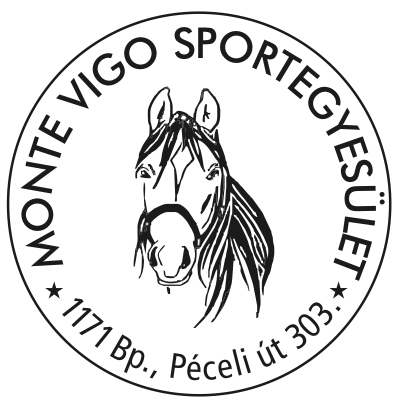 MONTE VIGO SPORTEGYESÜLET
★ 1171 Bp., Péceli út 303. ★
k